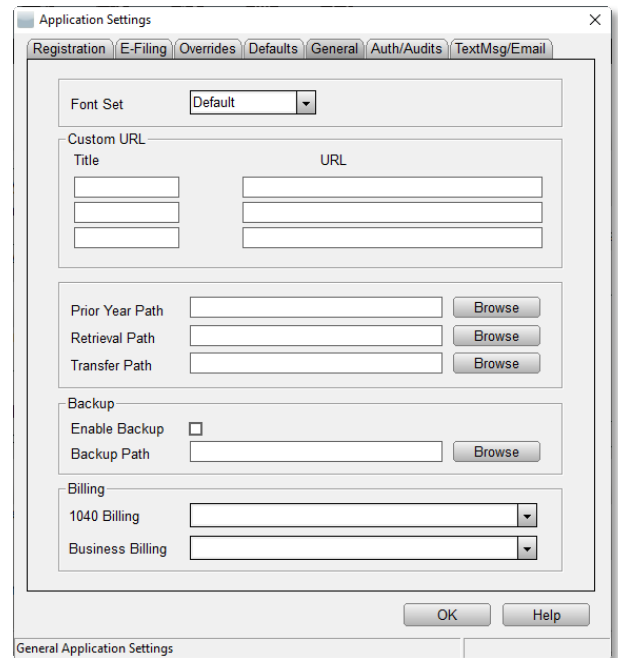 Application Settings
Registration E-Filing Overrides Defaults General Auth/Audits TextMsg/Email
Font Set Default
Custom URL
Title URL
Prior Year Path Browse
Retrieval Path Browse
Transfer Path Browse
Backup
Enable Backup
Backup Path Browse
Billing
1040 Billing
Business Billing
OK Help
General Application Settings